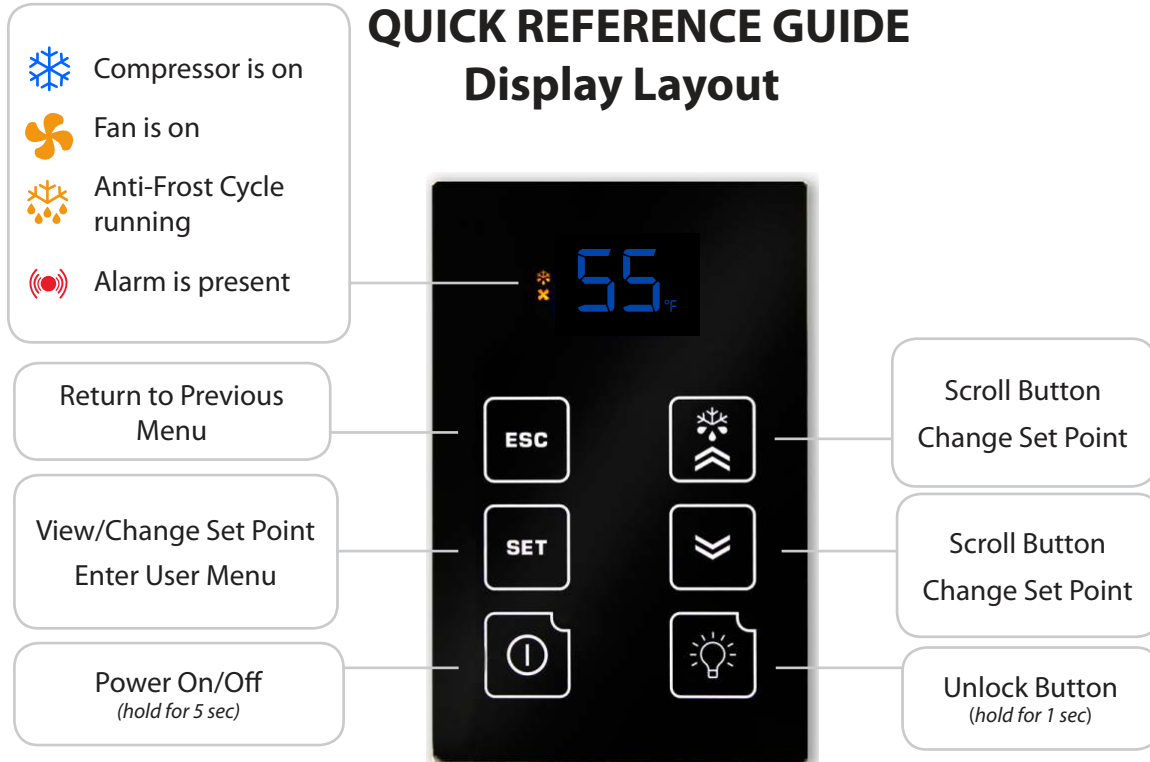 QUICK REFERENCE GUIDE
Display Layout
Compressor is on
Fan is on
Anti-Frost Cycle
running
Alarm is present
55 °F
Return to Previous
Menu
ESC
Scroll Button
Change Set Point
View/Change Set Point
Enter User Menu
SET
Scroll Button
Change Set Point
Power On/Off
(hold for 5 sec)
Unlock Button
(hold for 1 sec)